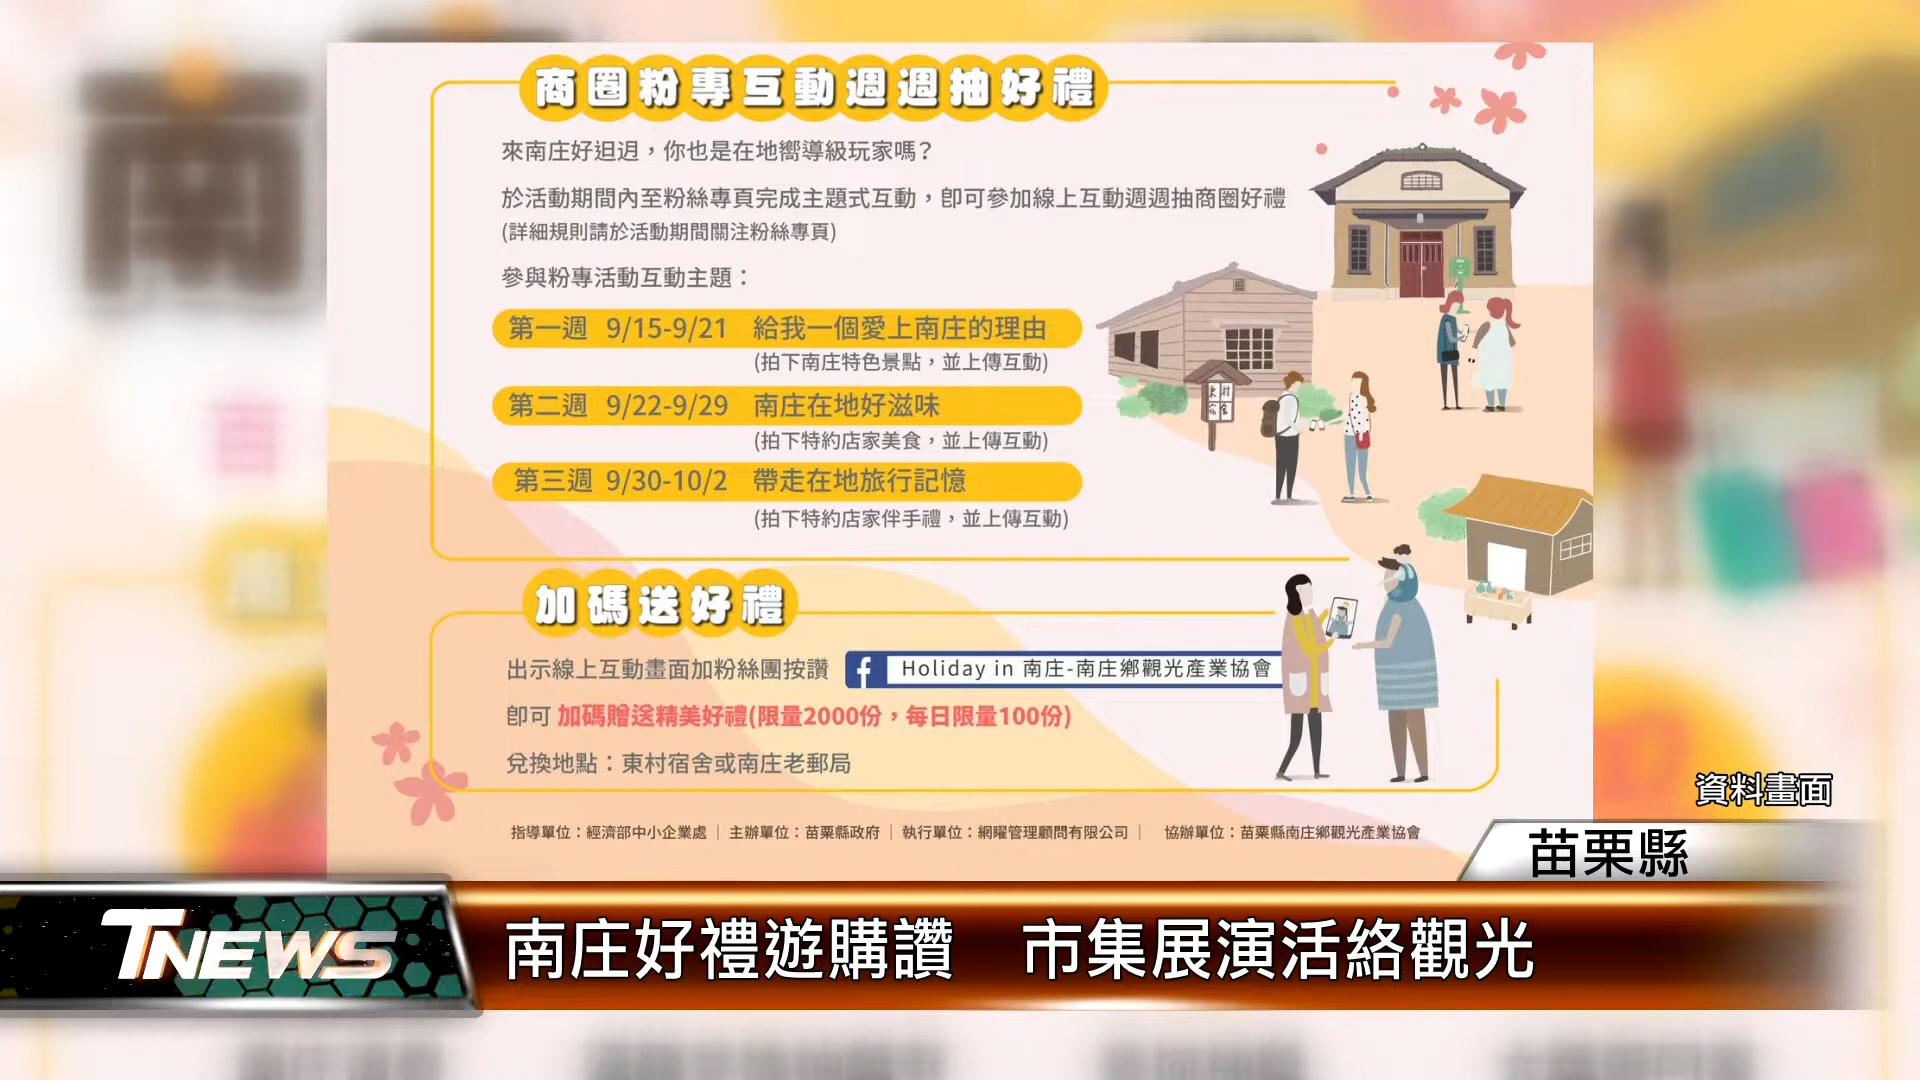 商圈粉專互動週週抽好禮
來南庄好迌迌，你也是在地嚮導級玩家嗎？
於活動期間內至粉絲專頁完成主題式互動，即可參加線上互動週週抽商圈好禮
(詳細規則請於活動期間關注粉絲專頁)
參與粉專活動互動主題：
第一週 9/15-9/21 給我一個愛上南庄的理由
(拍下南庄特色景點，並上傳互動)
第二週 9/22-9/29 南庄在地好滋味
(拍下特約店家美食，並上傳互動)
第三週 9/30-10/2 帶走在地旅行記憶
(拍下特約店家伴手禮，並上傳互動)
東村
宿舍
加碼送好禮
出示線上互動畫面加粉絲團按讚 f Holiday in 南庄-南庄鄉觀光產業協會
即可 加碼贈送精美好禮(限量2000份，每日限量100份)
兌換地點：東村宿舍或南庄老郵局
指導單位：經濟部中小企業處｜主辦單位：苗栗縣政府｜執行單位：網曜管理顧問有限公司｜ 協辦單位：苗栗縣南庄鄉觀光產業協會
資料畫面
苗栗縣
TNEWS
南庄好禮遊購讚 市集展演活絡觀光